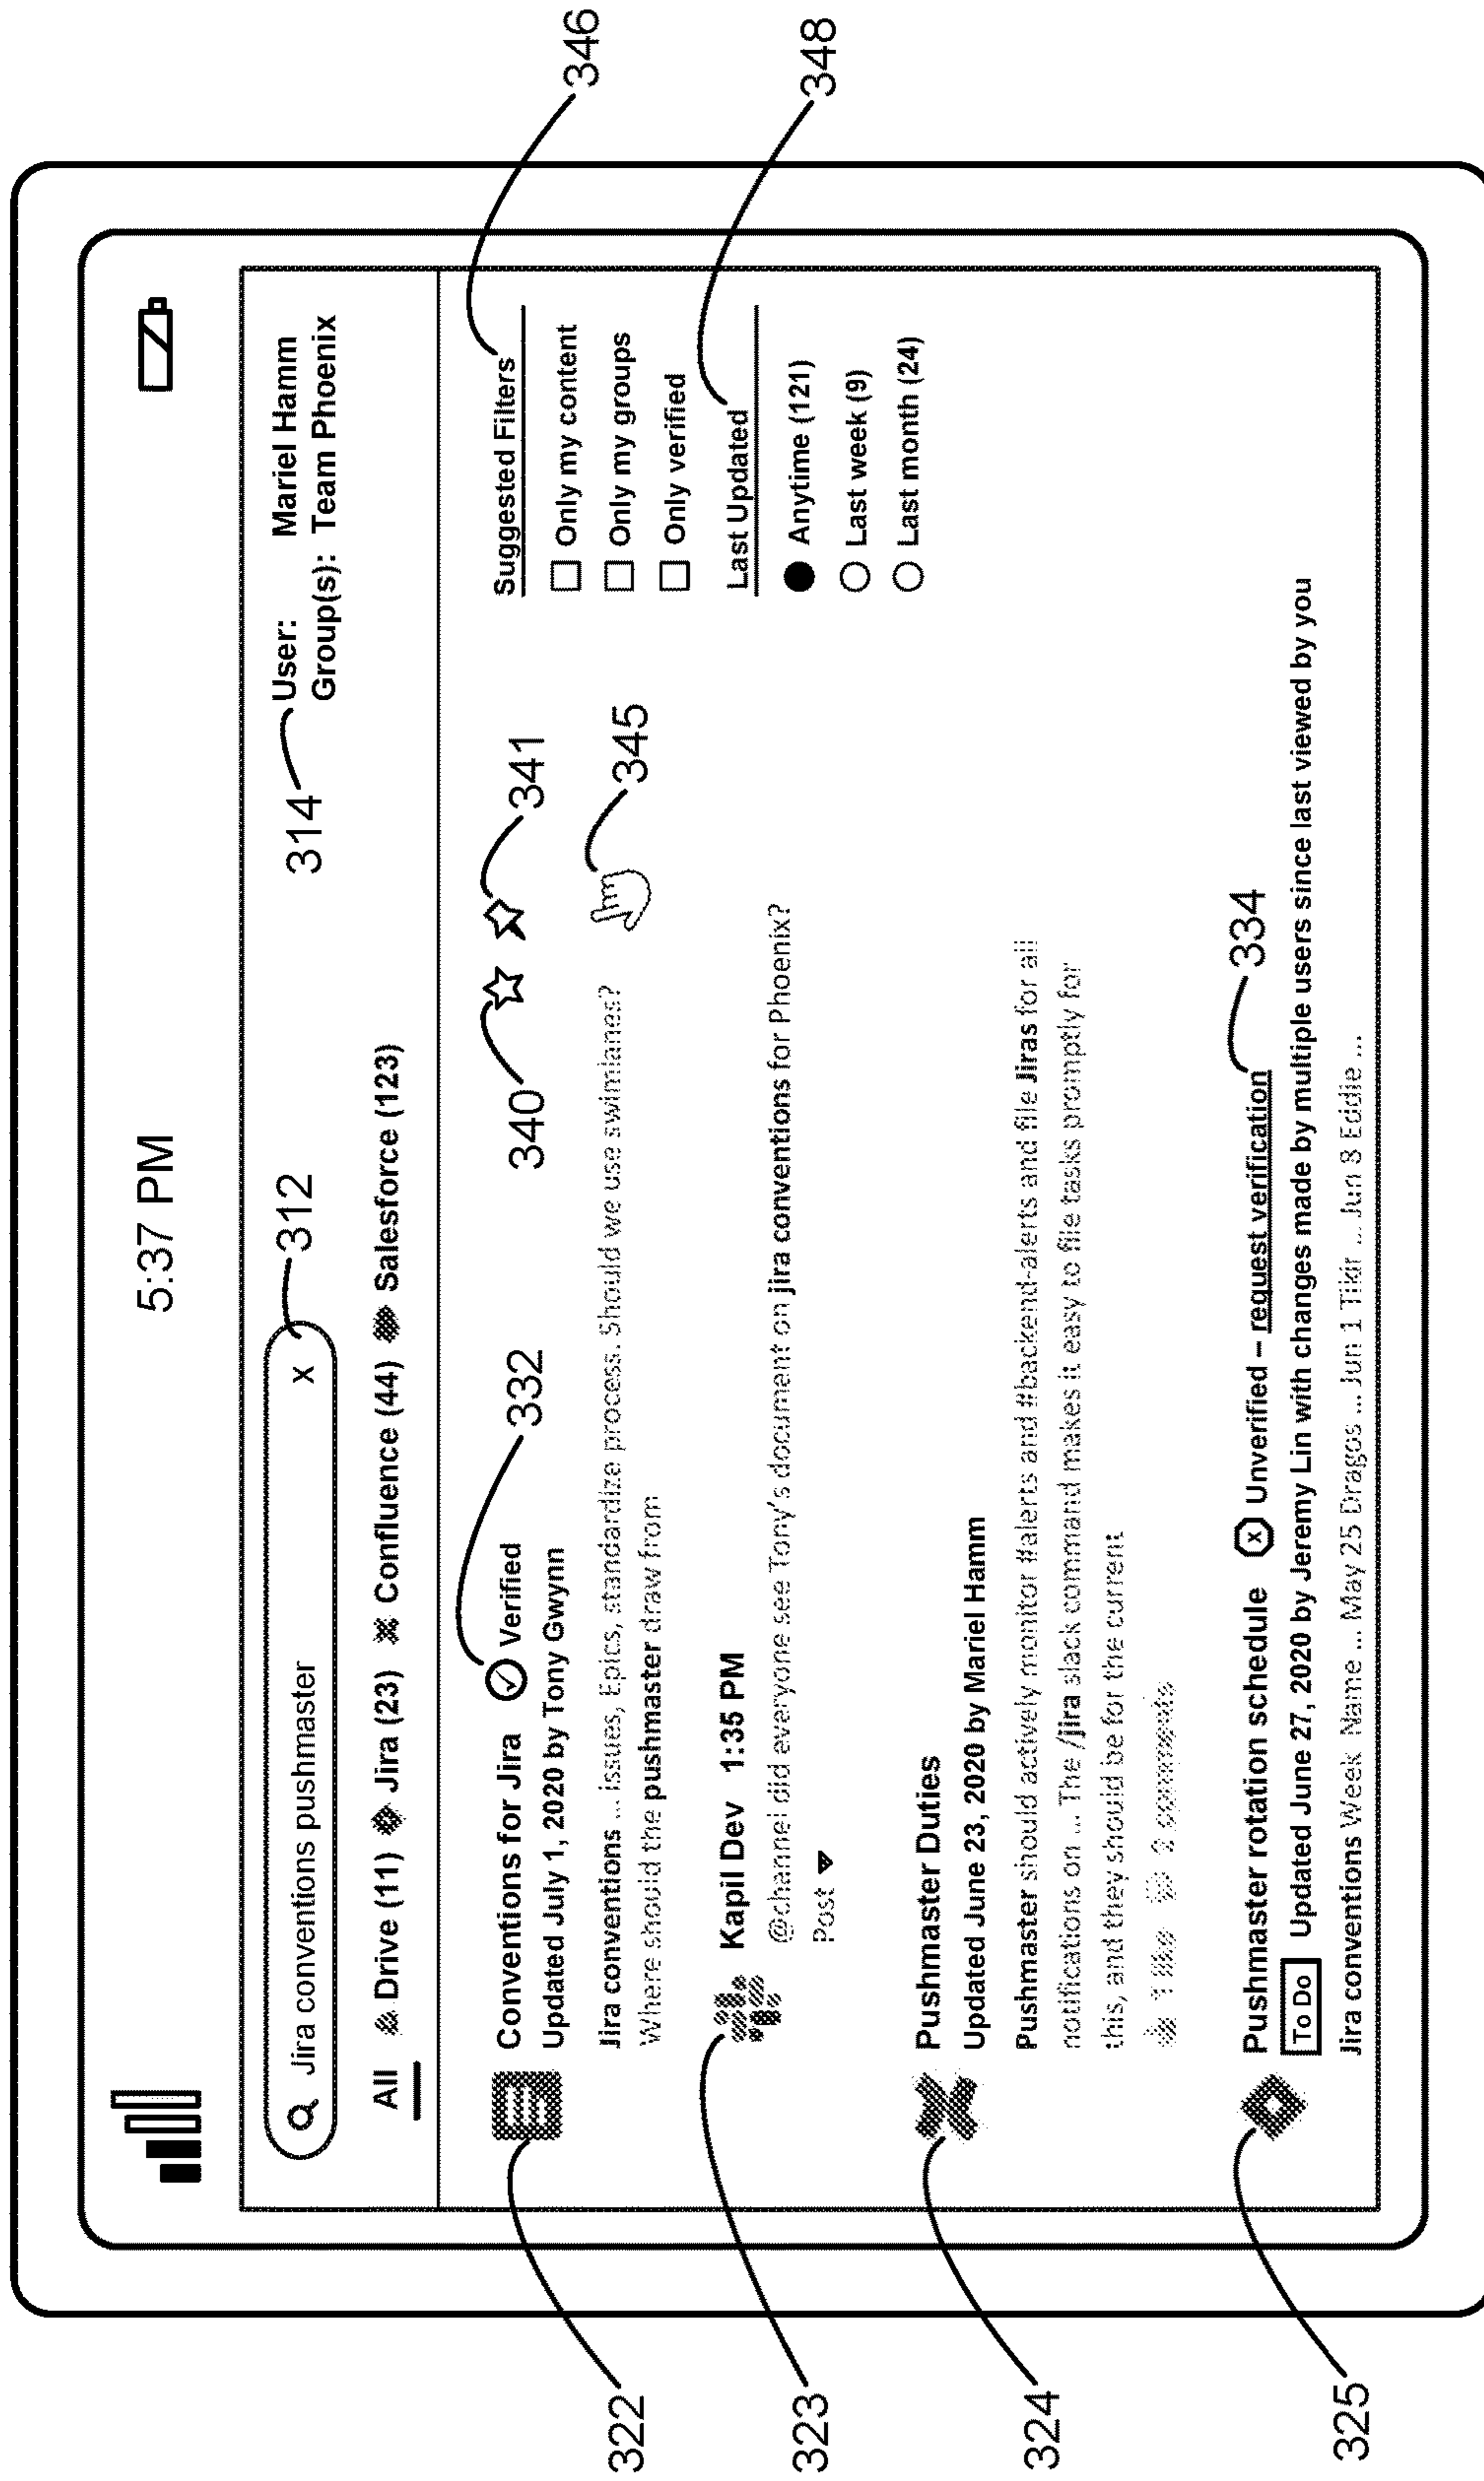 5:37 PM
312
Jira conventions pushmaster x
314
User: Mariel Hamm
Group(s): Team Phoenix
All Drive (11) Jira (23) Confluence (44) Salesforce (123)
322
Conventions for Jira Verified
332
340
341
Updated July 1, 2020 by Tony Gwynn
Jira conventions ... issues, Epics, standardize process. Should we use swimlanes?
Where should the pushmaster draw from
345
323
Kapil Dev 1:35 PM
@channel did everyone see Tony's document on jira conventions for Phoenix?
Post
324
Pushmaster Duties
Updated June 23, 2020 by Mariel Hamm
Pushmaster should actively monitor #alerts and #backend-alerts and file Jiras for all
notifications on ... The /jira slack command makes it easy to file tasks promptly for
this, and they should be for the current
1 like 2 comments
325
Pushmaster rotation schedule x Unverified – request verification
334
To Do Updated June 27, 2020 by Jeremy Lin with changes made by multiple users since last viewed by you
Jira conventions Week Name ... May 25 Dragos ... Jun 1 Tikir ... Jun 8 Eddie ...
346
Suggested Filters
Only my content
Only my groups
Only verified
348
Last Updated
Anytime (121)
Last week (9)
Last month (24)